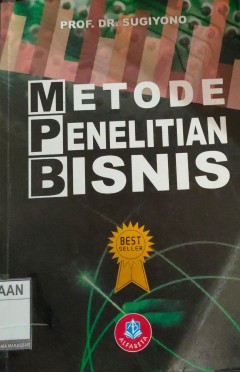 PROF. DR. SUGIYONO
METODE
PENELITIAN
BISNIS
BEST
SELLER
AAN
ALFABETA